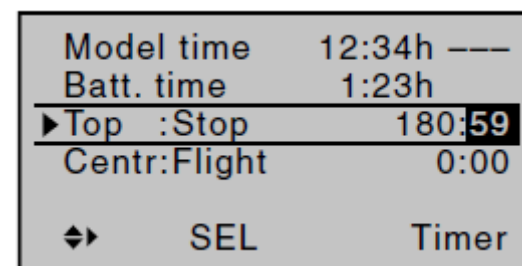 Model time 12:34h –––
Batt. time 1:23h
▶Top :Stop 180:59
Centr:Flight 0:00
SEL Timer